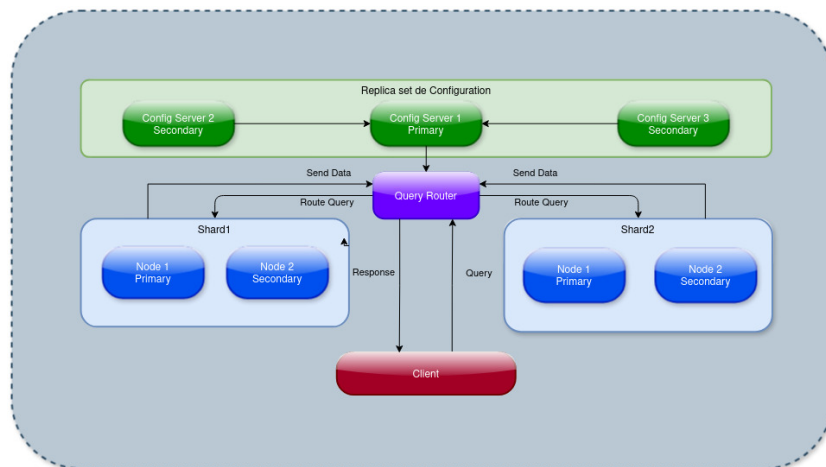 Replica set de Configuration
Config Server 2
Secondary
Config Server 1
Primary
Config Server 3
Secondary
Send Data
Send Data
Query Router
Route Query
Route Query
Shard1
Shard2
Node 1
Primary
Node 2
Secondary
Response
Query
Node 1
Primary
Node 2
Secondary
Client